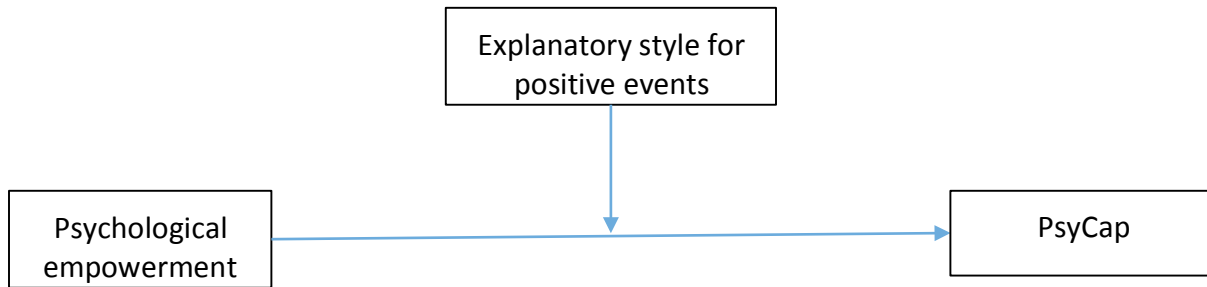 Explanatory style for
positive events
Psychological
empowerment
PsyCap